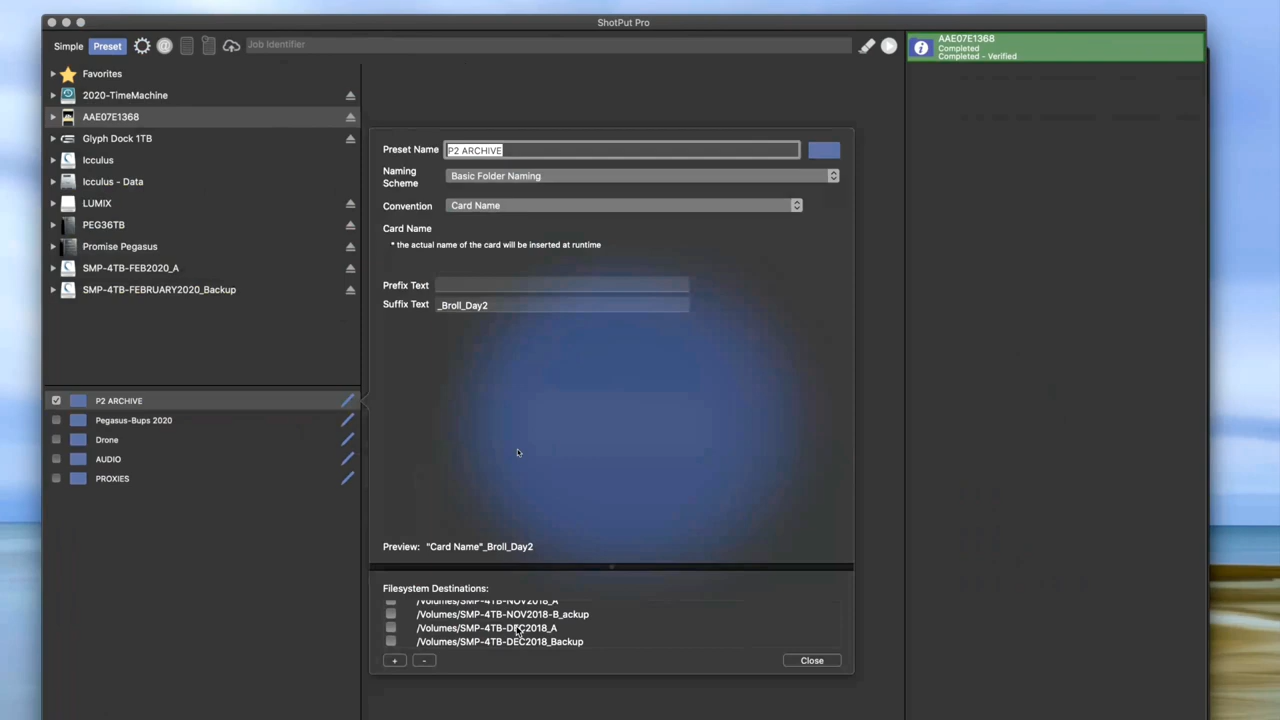 ShotPut Pro
Simple Preset Job Identifier
Favorites
2020-TimeMachine
AAE07E1368
Glyph Dock 1TB
Icculus
Icculus - Data
LUMIX
PEG36TB
Promise Pegasus
SMP-4TB-FEB2020_A
SMP-4TB-FEBRUARY2020_Backup
P2 ARCHIVE
Pegasus-Bups 2020
Drone
AUDIO
PROXIES
Preset Name P2 ARCHIVE
Naming Scheme Basic Folder Naming
Convention Card Name
Card Name
* the actual name of the card will be inserted at runtime
Prefix Text
Suffix Text _Broll_Day2
Preview: "Card Name"_Broll_Day2
Filesystem Destinations:
/Volumes/SMP-4TB-NOV2018_A
/Volumes/SMP-4TB-NOV2018-B_ackup
/Volumes/SMP-4TB-DEC2018_A
/Volumes/SMP-4TB-DEC2018_Backup
+ - Close
AAE07E1368
Completed
Completed - Verified